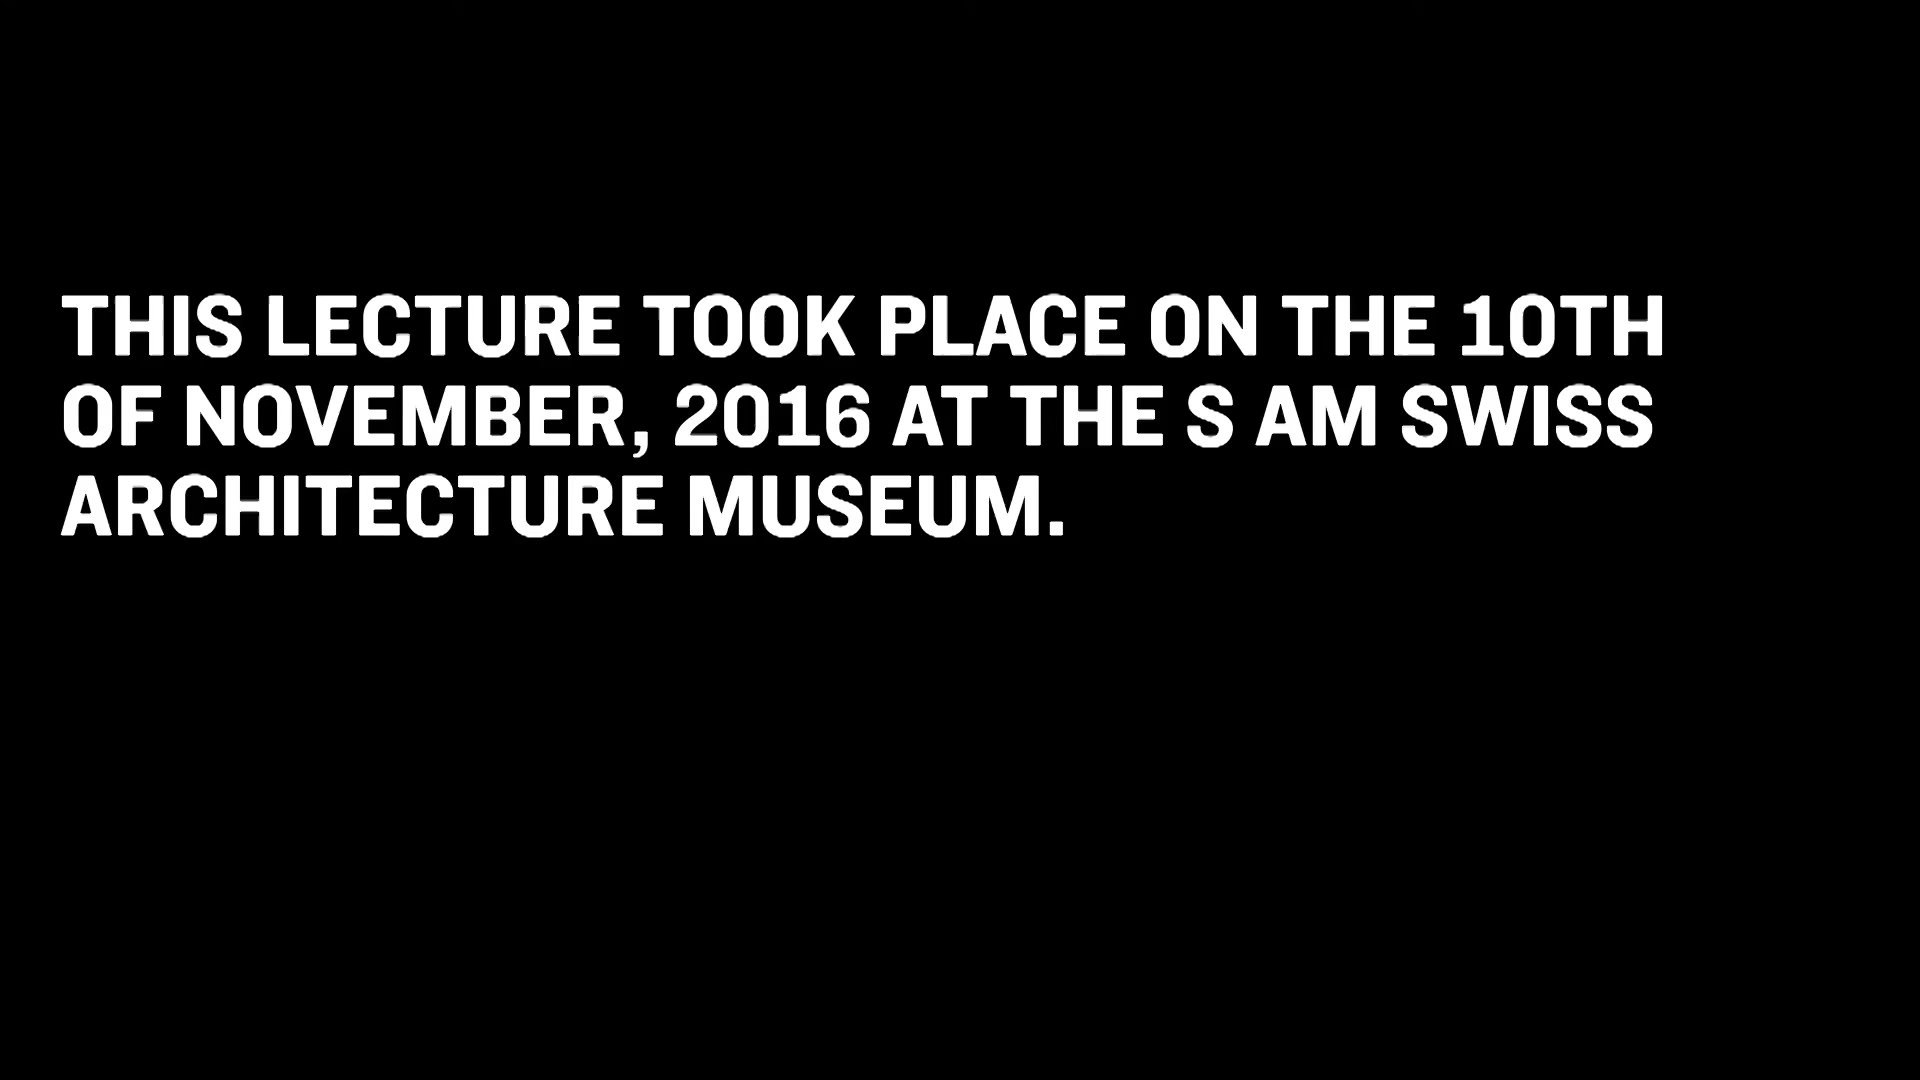 THIS LECTURE TOOK PLACE ON THE 10TH
OF NOVEMBER, 2016 AT THE S AM SWISS
ARCHITECTURE MUSEUM.